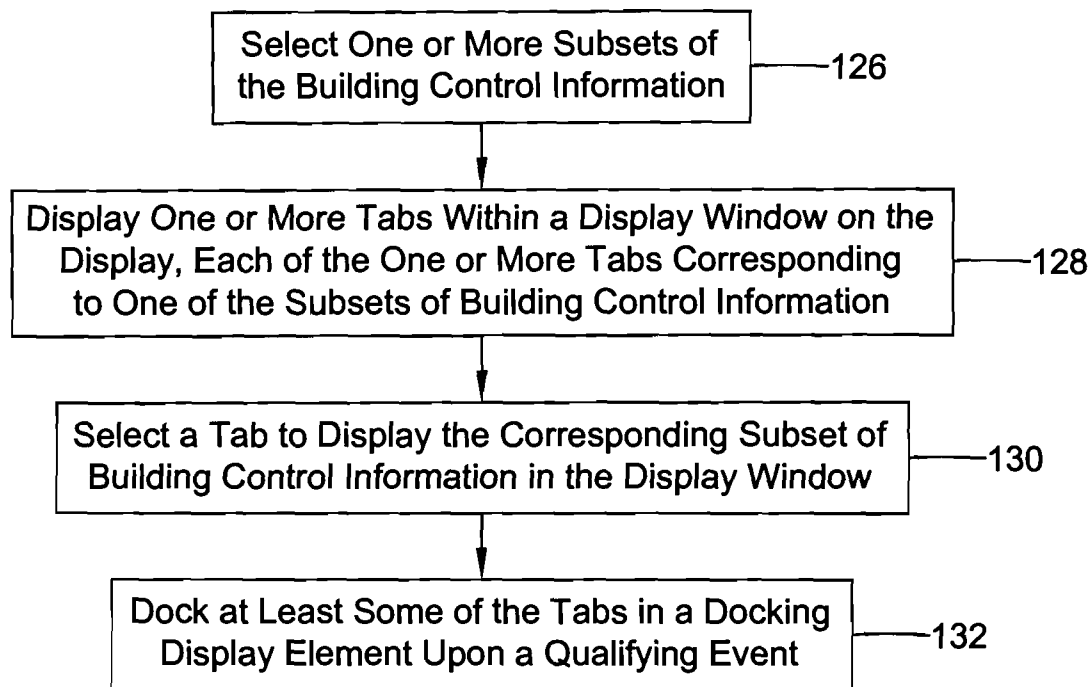 Select One or More Subsets of
the Building Control Information
126
Display One or More Tabs Within a Display Window on the
Display, Each of the One or More Tabs Corresponding
to One of the Subsets of Building Control Information
128
Select a Tab to Display the Corresponding Subset of
Building Control Information in the Display Window
130
Dock at Least Some of the Tabs in a Docking
Display Element Upon a Qualifying Event
132